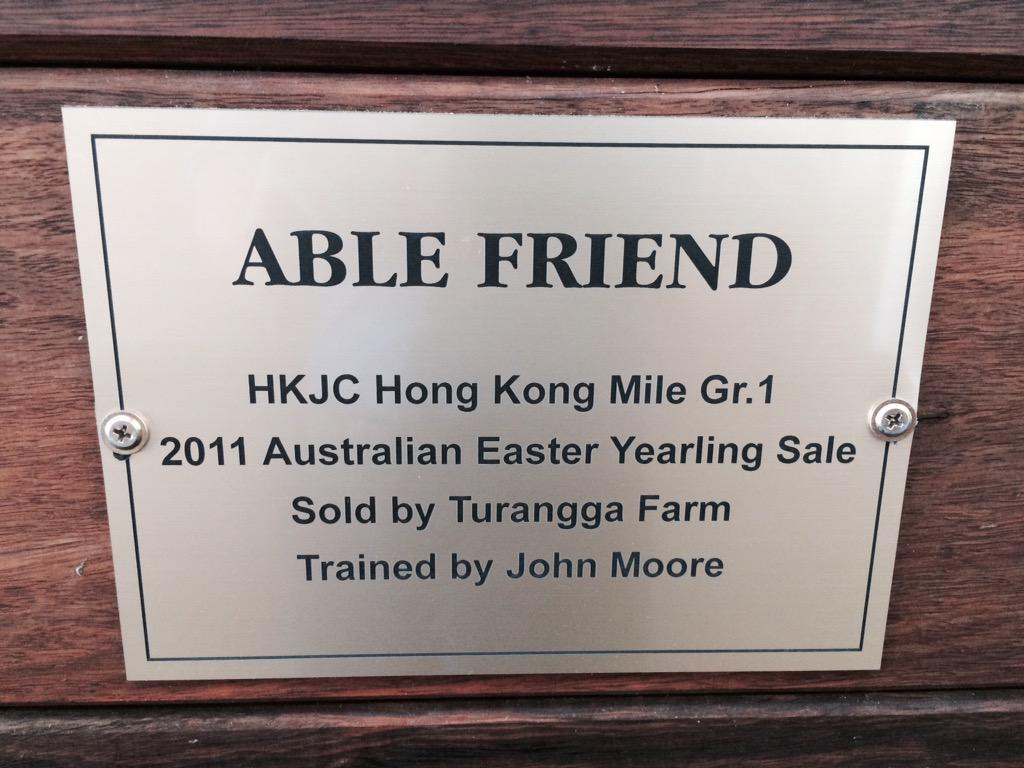 ABLE FRIEND
HKJC Hong Kong Mile Gr.1
2011 Australian Easter Yearling Sale
Sold by Turangga Farm
Trained by John Moore